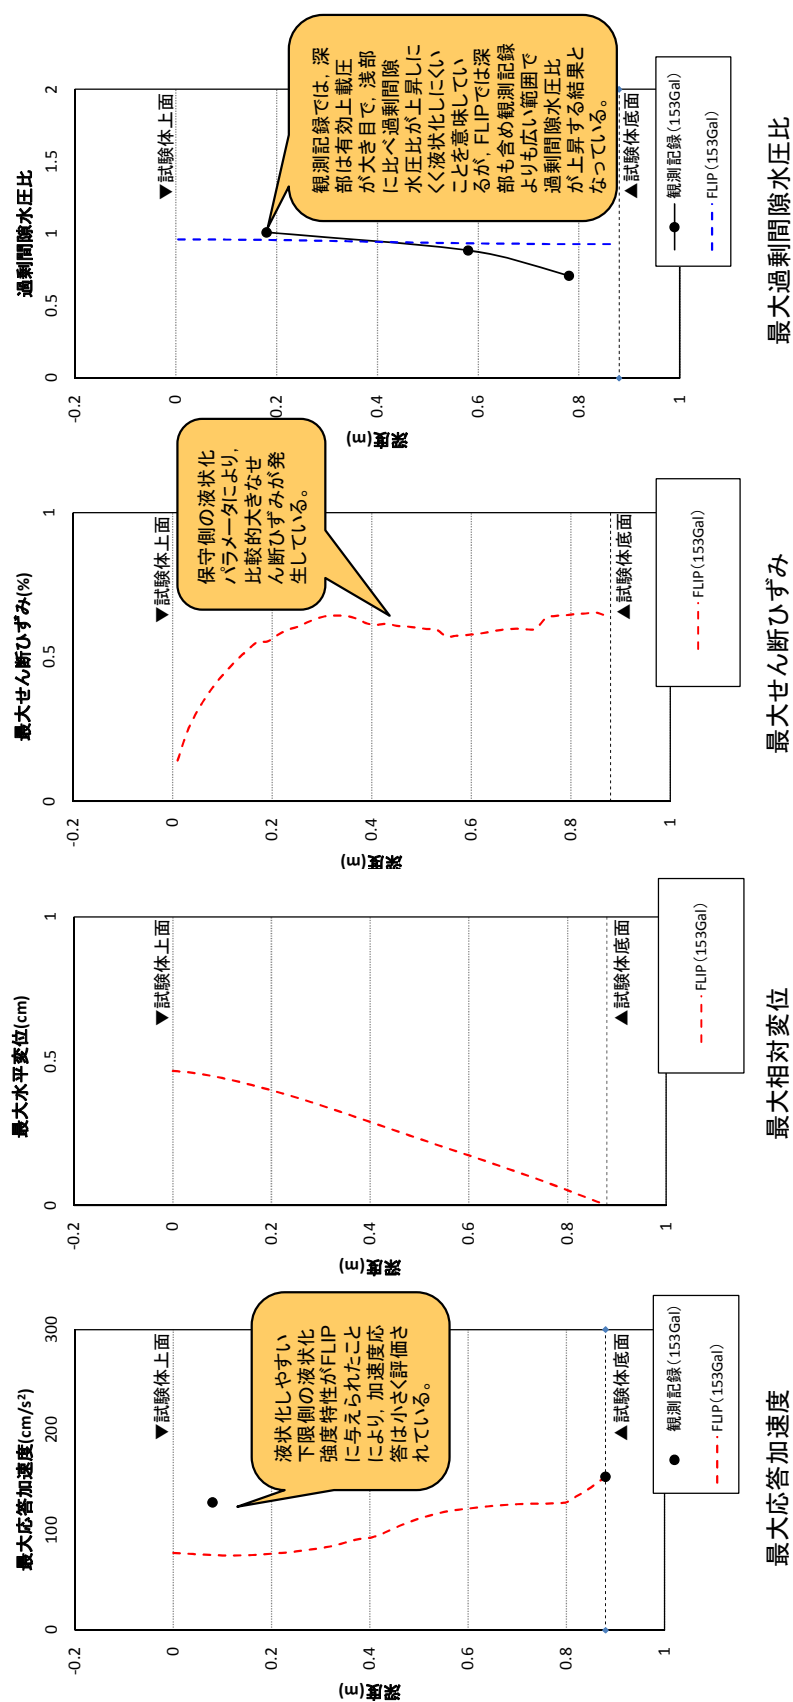 最大応答加速度(cm/s²)
0
100
200
300
-0.2
0
0.2
0.4
0.6
0.8
1
深度(m)
▼試験体上面
液状化しやすい
下限側の液状化
強度特性がFLIP
に与えられたこと
により，加速度応
答は小さく評価さ
れている。
▲試験体底面
観測記録(153Gal)
FLIP(153Gal)
最大応答加速度
最大水平変位(cm)
0
0.5
1
-0.2
0
0.2
0.4
0.6
0.8
1
深度(m)
▼試験体上面
▲試験体底面
FLIP(153Gal)
最大相対変位
最大せん断ひずみ(%)
0
0.5
1
-0.2
0
0.2
0.4
0.6
0.8
1
深度(m)
▼試験体上面
保守側の液状化
パラメータにより，
比較的大きなせ
ん断ひずみが発
生している。
▲試験体底面
FLIP(153Gal)
最大せん断ひずみ
過剰間隙水圧比
0
0.5
1
1.5
2
-0.2
0
0.2
0.4
0.6
0.8
1
深度(m)
▼試験体上面
観測記録では，深
部は有効上載圧
が大き目で，浅部
に比べ過剰間隙
水圧比が上昇しに
くく液状化しにくい
ことを意味してい
るが，FLIPでは深
部も含め観測記録
よりも広い範囲で
過剰間隙水圧比
が上昇する結果と
なっている。
▲試験体底面
観測記録(153Gal)
FLIP(153Gal)
最大過剰間隙水圧比